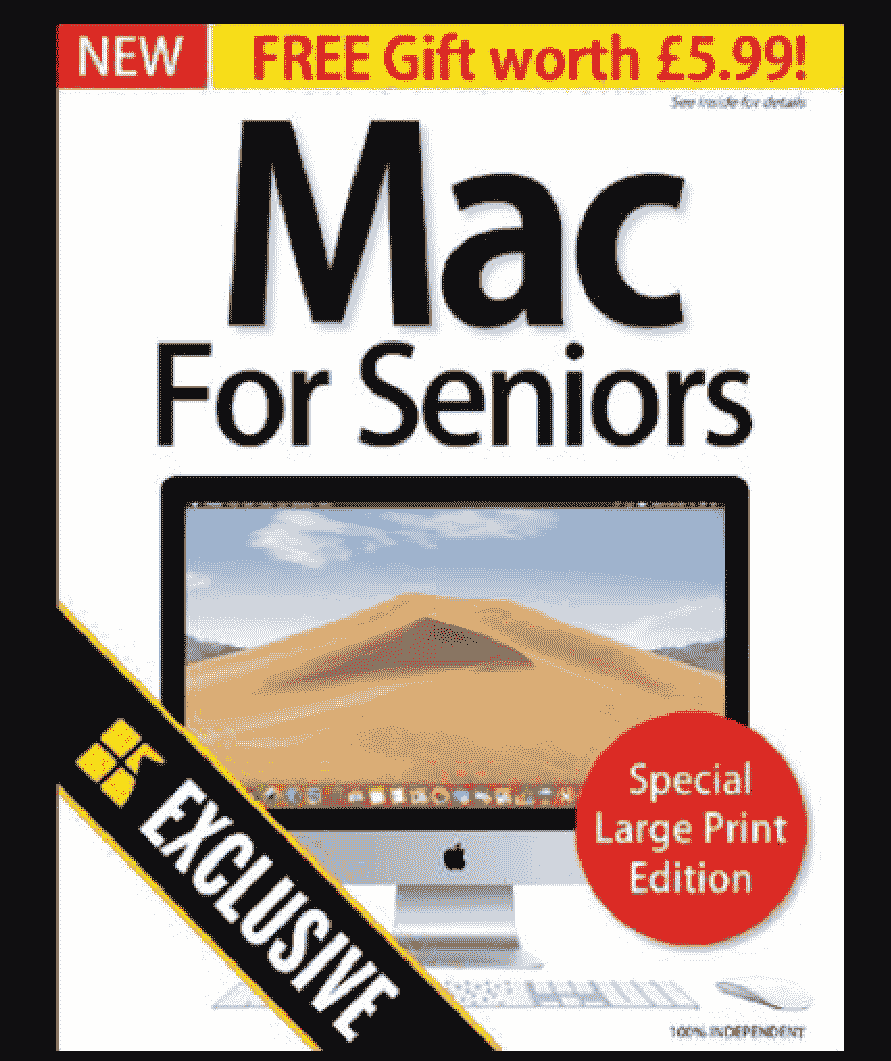 NEW
FREE Gift worth £5.99!
See inside for details
Mac
For Seniors
Special
Large Print
Edition
EXCLUSIVE
100% INDEPENDENT